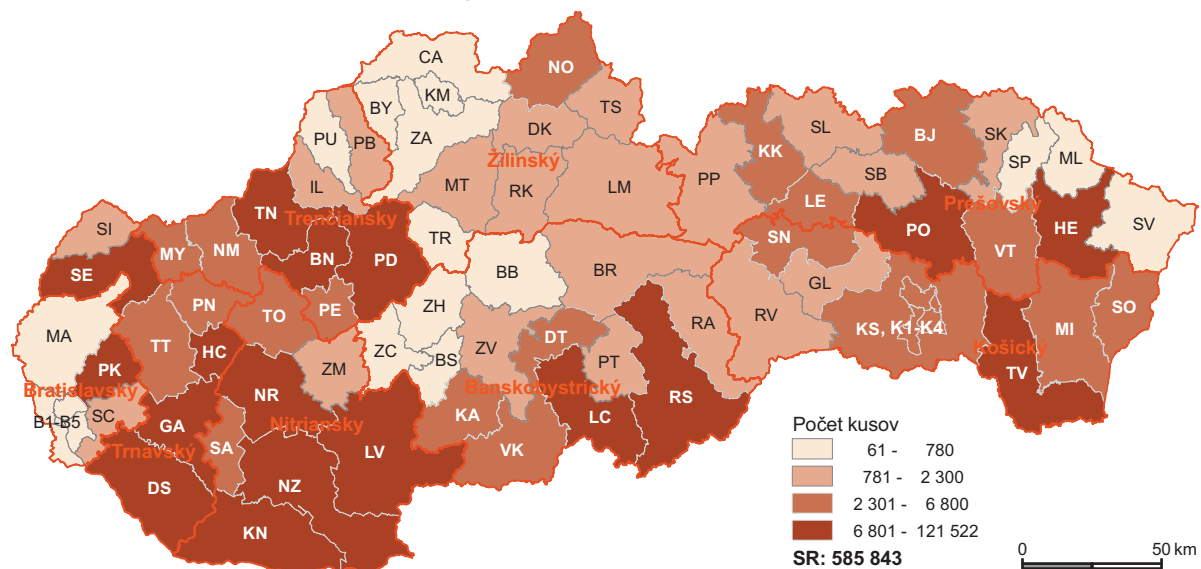 CA
NO
BY
KM
TS
PU
PB
ZA
DK
Žilinský
SL
BJ
SK
SP
ML
KK
IL
MT
RK
LM
PP
SB
TN
Trenčiansky
LE
PO
Prešovský
HE
SV
SI
MY
NM
BN
PD
TR
SN
VT
SE
BB
BR
GL
PN
TO
PE
ZH
RA
RV
KS, K1-K4
MI
SO
MA
TT
HC
ZM
ZC
BS
ZV
DT
PT
Košický
TV
PK
Bratislavský
B1-B5
SC
GA
NR
Nitriansky
Banskobystrický
KA
LC
RS
Trnavský
SA
LV
VK
DS
NZ
KN
Počet kusov
61 - 780
781 - 2 300
2 301 - 6 800
6 801 - 121 522
SR: 585 843
0 50 km